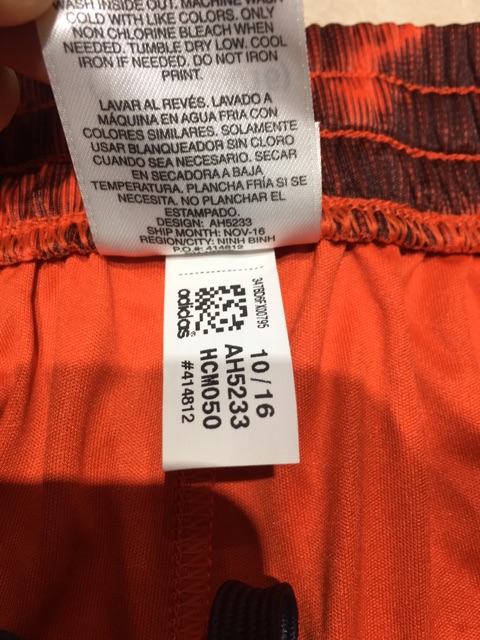 WASH INSIDE OUT. MACHINE WASH
COLD WITH LIKE COLORS. ONLY
NON CHLORINE BLEACH WHEN
NEEDED. TUMBLE DRY LOW. COOL
IRON IF NEEDED. DO NOT IRON
PRINT.
LAVAR AL REVÉS. LAVADO A
MÁQUINA EN AGUA FRIA CON
COLORES SIMILARES. SOLAMENTE
USAR BLANQUEADOR SIN CLORO
CUANDO SEA NECESARIO. SECAR
EN SECADORA A BAJA
TEMPERATURA. PLANCHA FRÍA SI SE
NECESITA. NO PLANCHAR EL
ESTAMPADO.
DESIGN: AH5233
SHIP MONTH: NOV-16
REGION/CITY: NINH BINH
P.O.#: 414812
3478D6FX00795
adidas
10/16
AH5233
HCM050
#414812